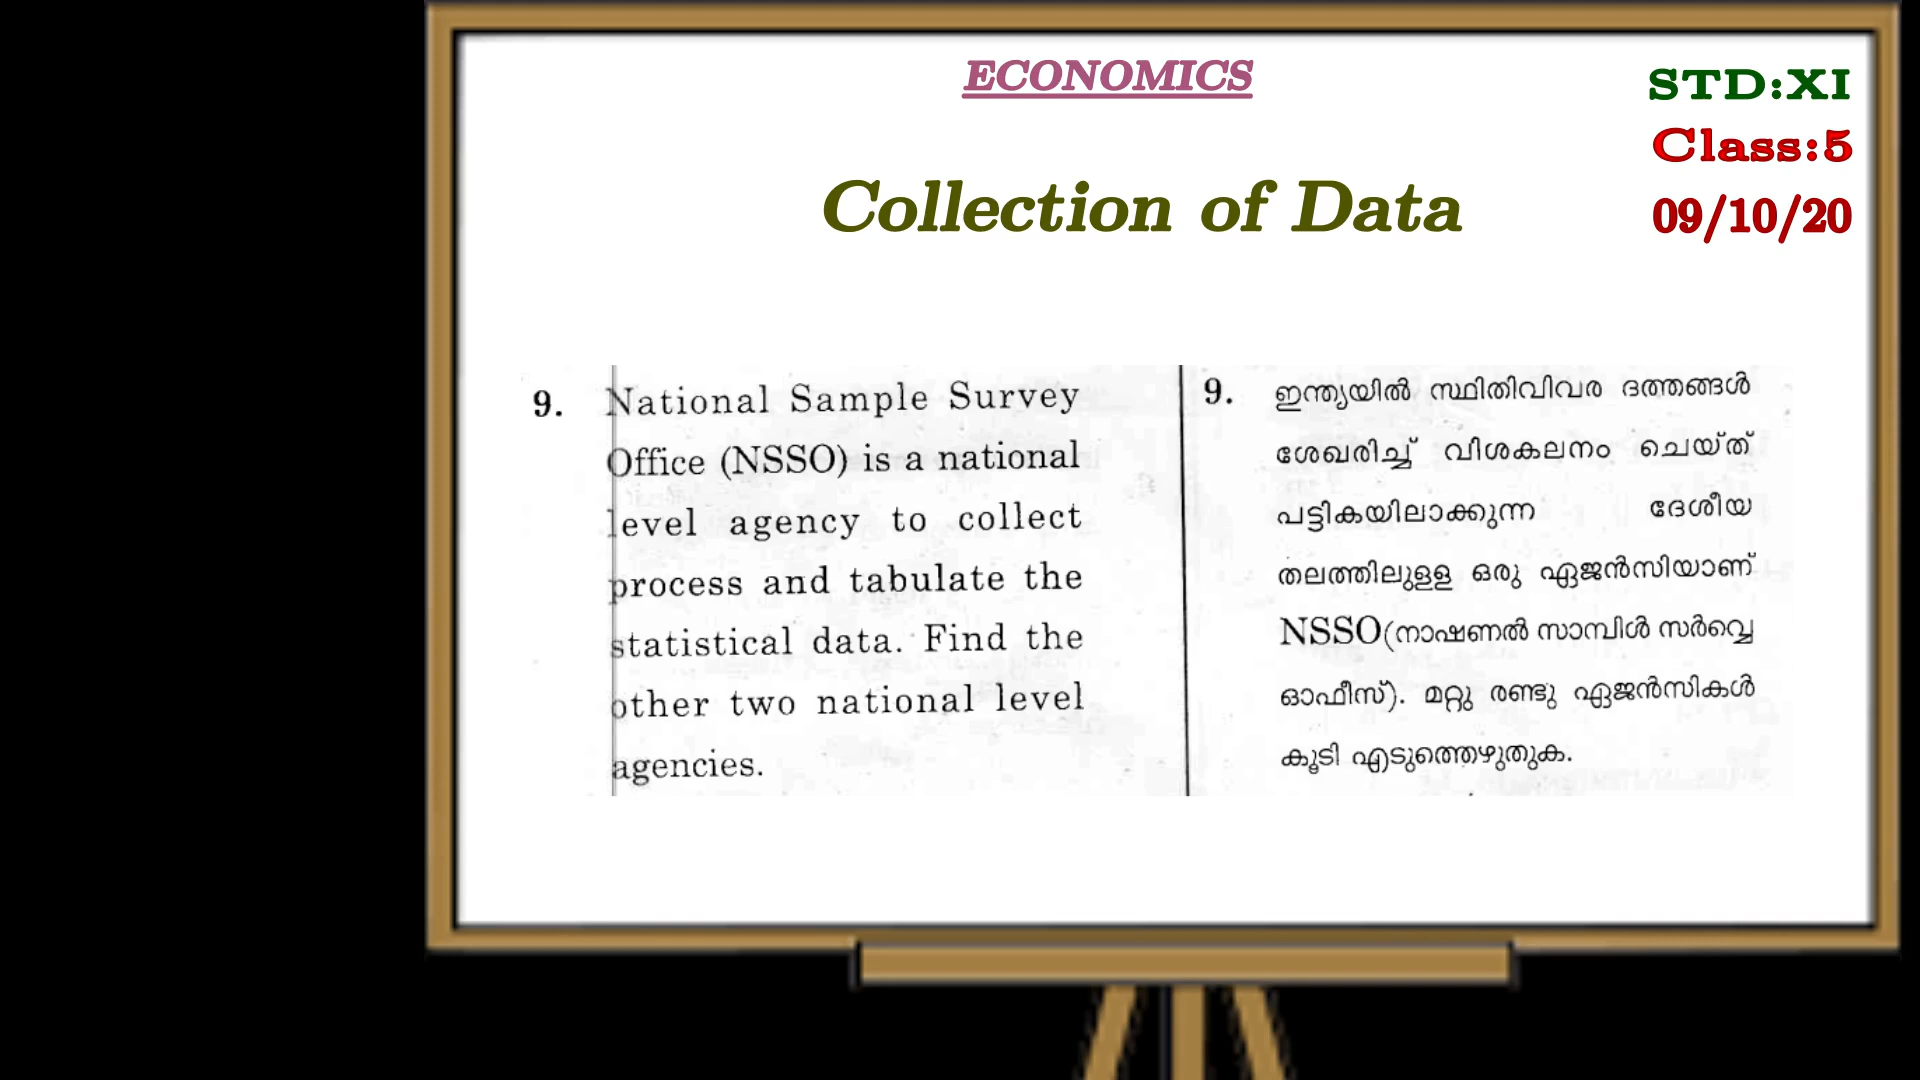 ECONOMICS
STD:XI
Class:5
09/10/20
Collection of Data
9. National Sample Survey
Office (NSSO) is a national
level agency to collect
process and tabulate the
statistical data. Find the
other two national level
agencies.
9. ഇന്ത്യയിൽ സ്ഥിതിവിവര ദത്തങ്ങൾ
ശേഖരിച്ച് വിശകലനം ചെയ്ത്
പട്ടികയിലാക്കുന്ന ദേശീയ
തലത്തിലുളള ഒരു ഏജൻസിയാണ്
NSSO(നാഷണൽ സാമ്പിൾ സർവ്വെ
ഓഫീസ്). മറ്റു രണ്ടു ഏജൻസികൾ
കൂടി എടുത്തെഴുതുക.